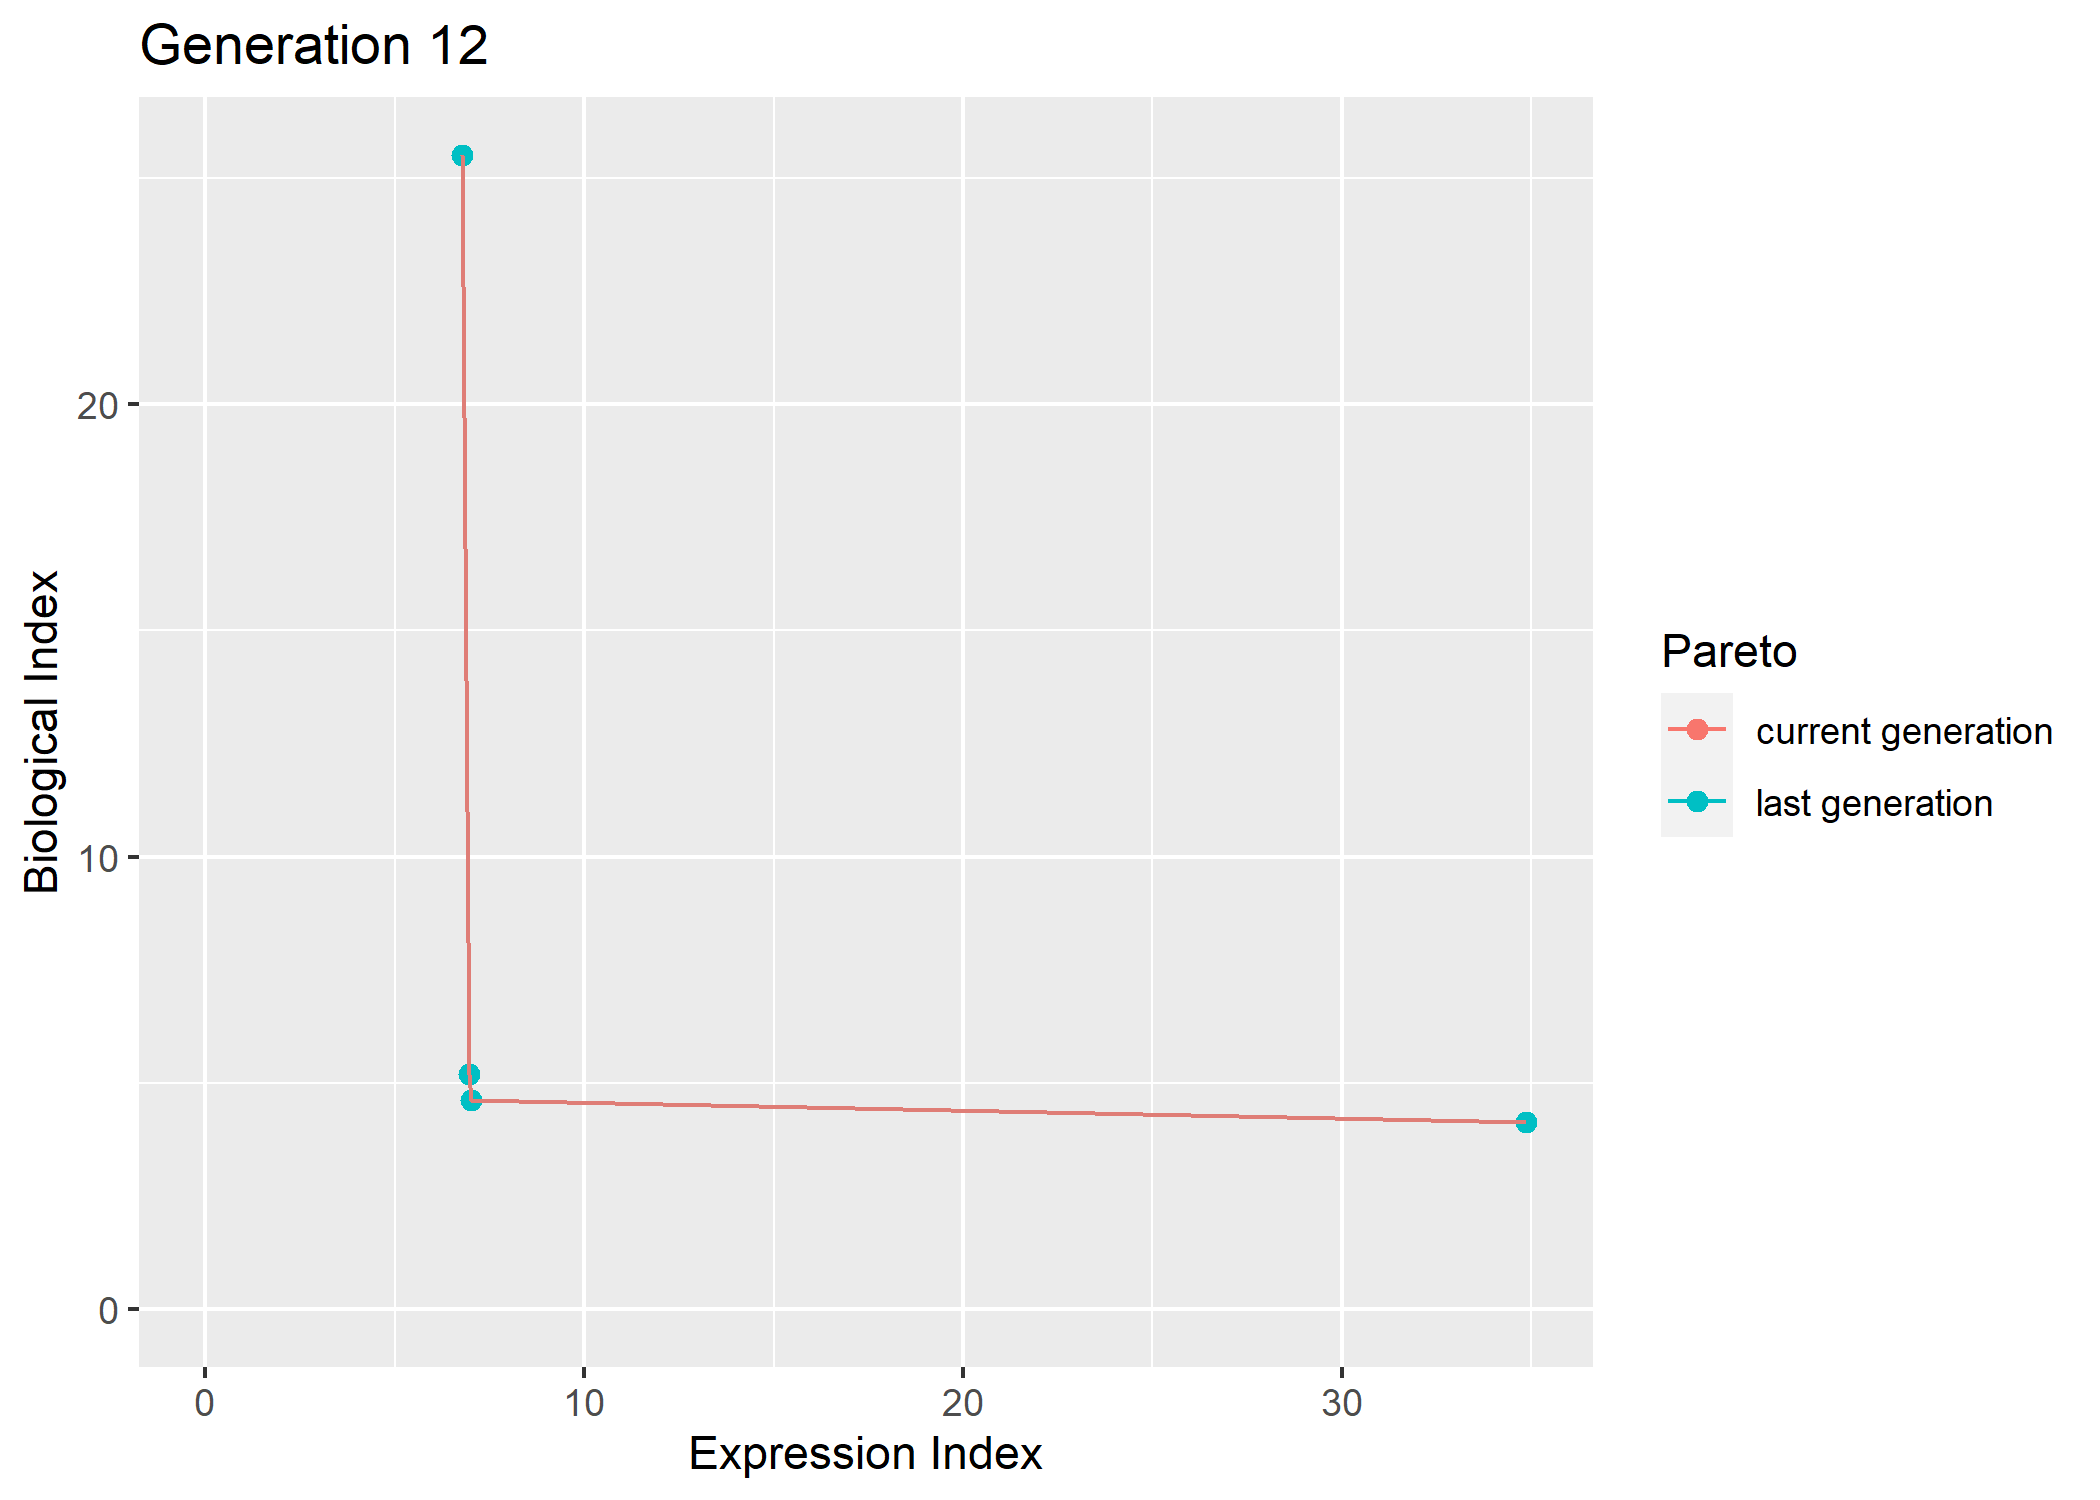 Generation 12
Biological Index
20
10
0
0
10
20
30
Expression Index
Pareto
current generation
last generation